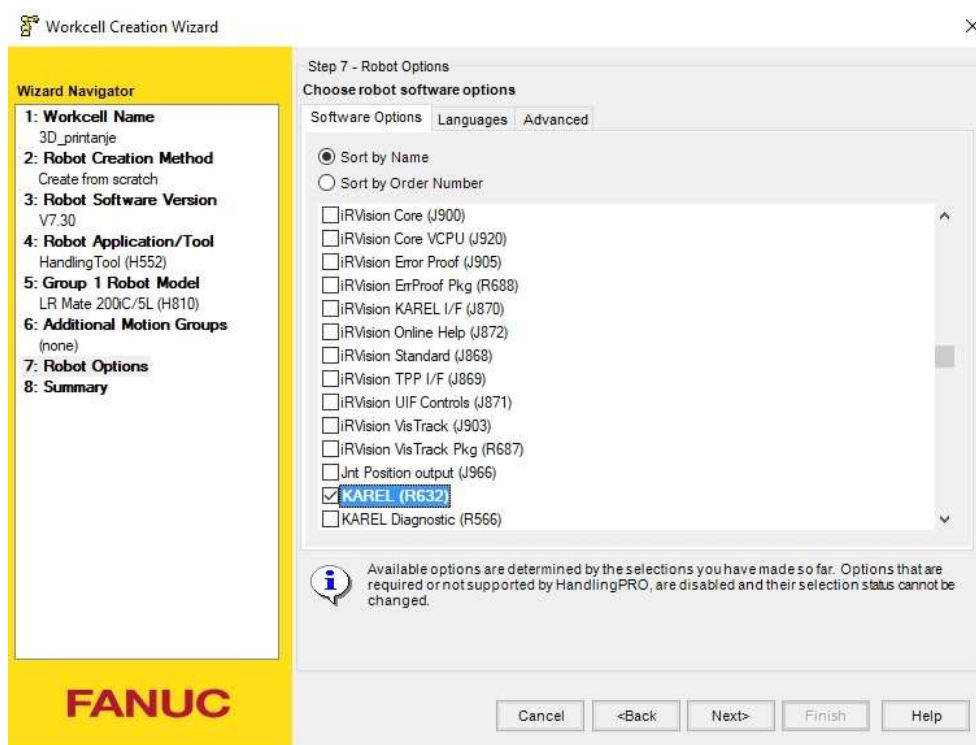 Workcell Creation Wizard
Wizard Navigator
1: Workcell Name
3D_printanje
2: Robot Creation Method
Create from scratch
3: Robot Software Version
V7.30
4: Robot Application/Tool
HandlingTool (H552)
5: Group 1 Robot Model
LR Mate 200iC/5L (H810)
6: Additional Motion Groups
(none)
7: Robot Options
8: Summary
FANUC
Step 7 - Robot Options
Choose robot software options
Software Options Languages Advanced
Sort by Name
Sort by Order Number
iRVision Core (J900)
iRVision Core VCPU (J920)
iRVision Error Proof (J905)
iRVision ErrProof Pkg (R688)
iRVision KAREL I/F (J870)
iRVision Online Help (J872)
iRVision Standard (J868)
iRVision TPP I/F (J869)
iRVision UIF Controls (J871)
iRVision VisTrack (J903)
iRVision VisTrack Pkg (R687)
Jnt Position output (J966)
KAREL (R632)
KAREL Diagnostic (R566)
Available options are determined by the selections you have made so far. Options that are
required or not supported by HandlingPRO, are disabled and their selection status cannot be
changed.
Cancel <Back Next> Finish Help